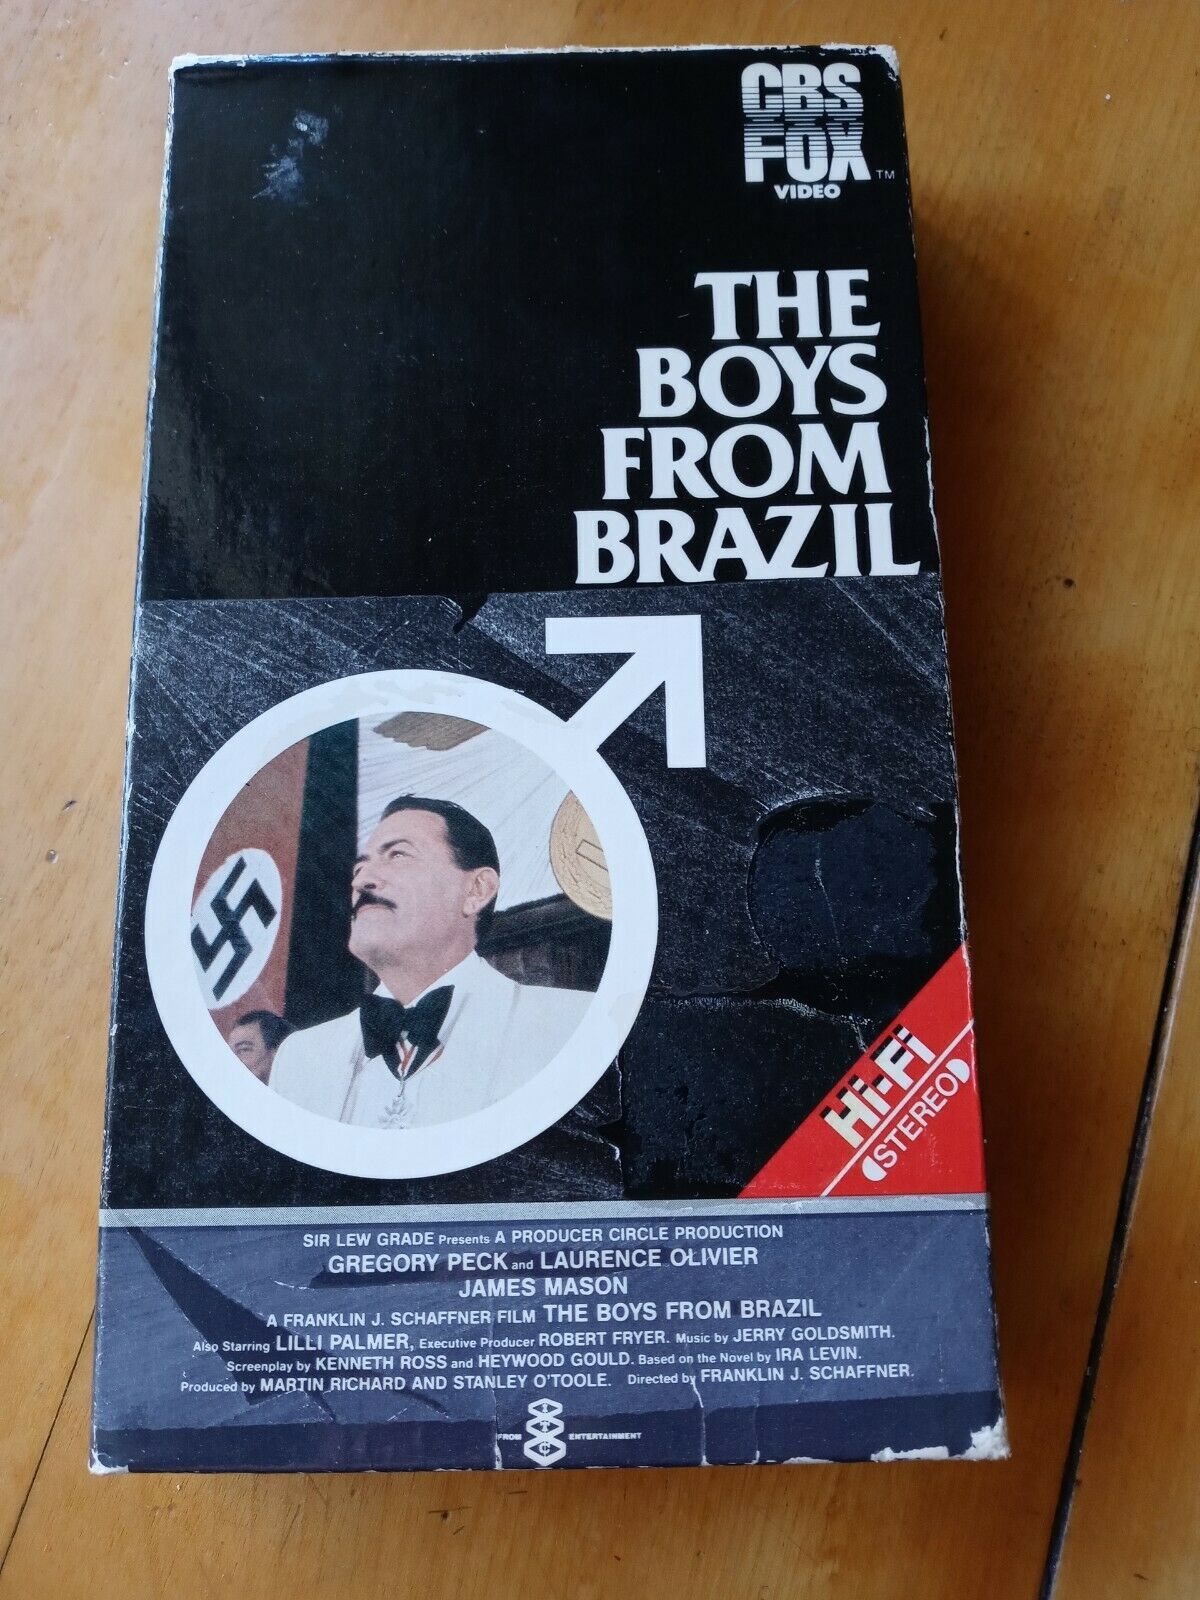 CBS
FOX
VIDEO
TM
THE
BOYS
FROM
BRAZIL
Hi-Fi
STEREO
SIR LEW GRADE Presents A PRODUCER CIRCLE PRODUCTION
GREGORY PECK and LAURENCE OLIVIER
JAMES MASON
A FRANKLIN J. SCHAFFNER FILM THE BOYS FROM BRAZIL
Also Starring LILLI PALMER, Executive Producer ROBERT FRYER. Music by JERRY GOLDSMITH.
Screenplay by KENNETH ROSS and HEYWOOD GOULD. Based on the Novel by IRA LEVIN.
Produced by MARTIN RICHARD AND STANLEY O'TOOLE. Directed by FRANKLIN J. SCHAFFNER.
FROM ITC ENTERTAINMENT